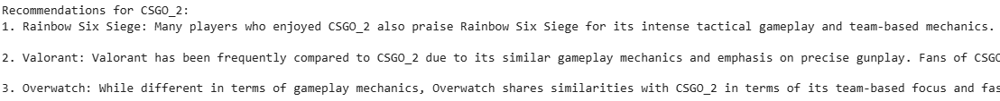 Recommendations for CSGO_2:
1. Rainbow Six Siege: Many players who enjoyed CSGO_2 also praise Rainbow Six Siege for its intense tactical gameplay and team-based mechanics.
2. Valorant: Valorant has been frequently compared to CSGO_2 due to its similar gameplay mechanics and emphasis on precise gunplay. Fans of CSGO
3. Overwatch: While different in terms of gameplay mechanics, Overwatch shares similarities with CSGO_2 in terms of its team-based focus and fas